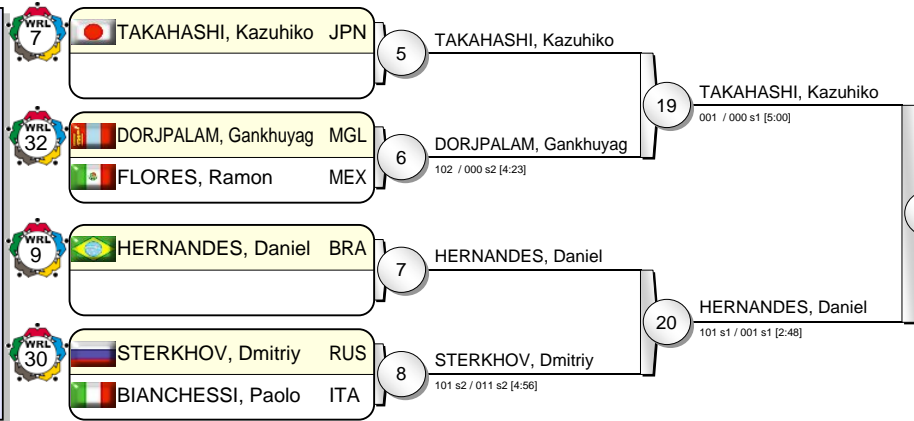 WRL
7
TAKAHASHI, Kazuhiko JPN
5
TAKAHASHI, Kazuhiko
19
TAKAHASHI, Kazuhiko
001 / 000 s1 [5:00]
WRL
32
DORJPALAM, Gankhuyag MGL
FLORES, Ramon MEX
6
DORJPALAM, Gankhuyag
102 / 000 s2 [4:23]
WRL
9
HERNANDES, Daniel BRA
7
HERNANDES, Daniel
20
HERNANDES, Daniel
101 s1 / 001 s1 [2:48]
WRL
30
STERKHOV, Dmitriy RUS
BIANCHESSI, Paolo ITA
8
STERKHOV, Dmitriy
101 s2 / 011 s2 [4:56]